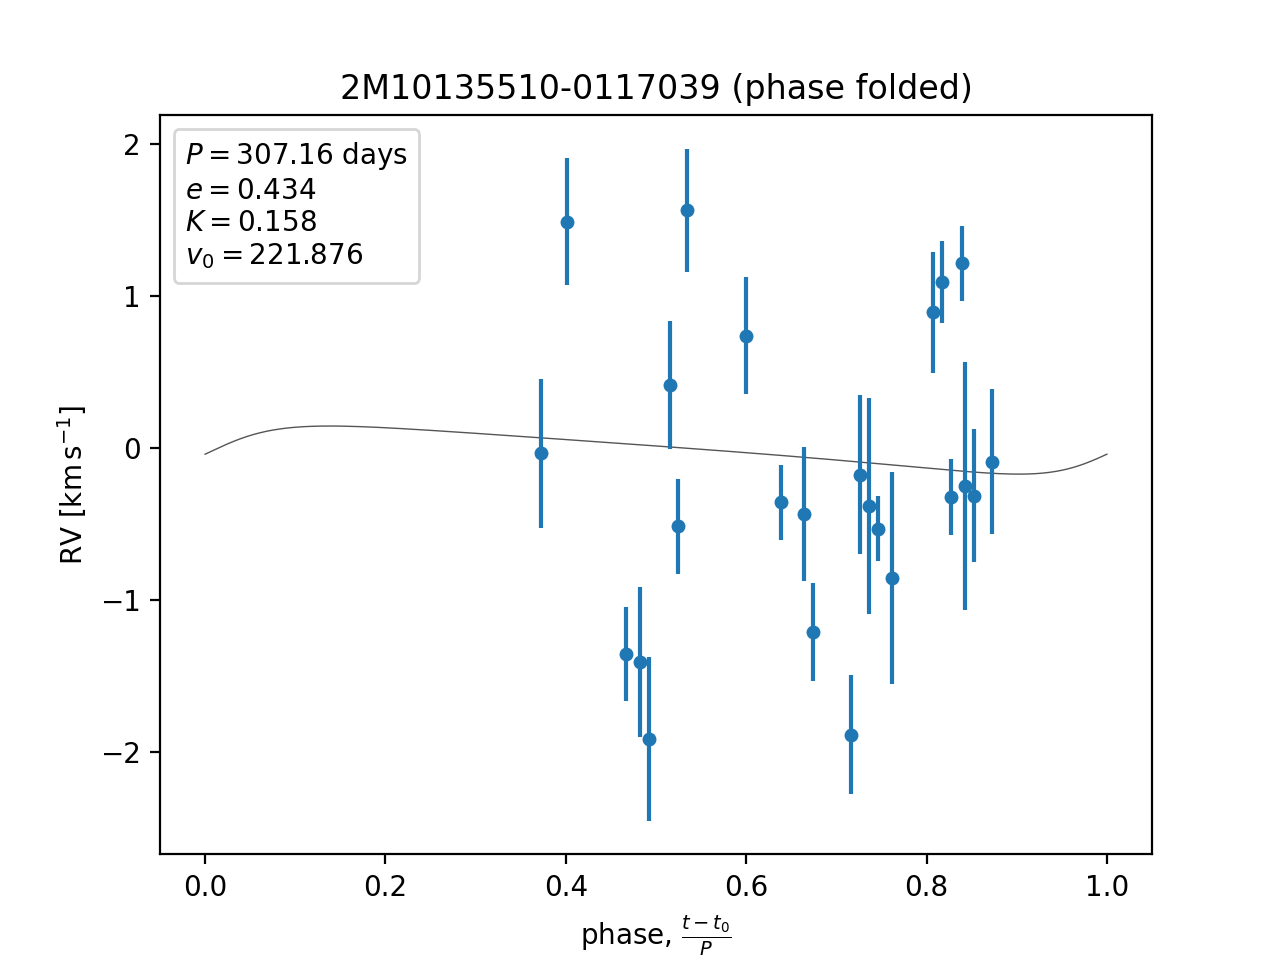 2M10135510-0117039 (phase folded)
P = 307.16 days
e = 0.434
K = 0.158
v₀ = 221.876
2
1
0
−1
−2
RV [km s⁻¹]
0.0 0.2 0.4 0.6 0.8 1.0
phase, (t − t₀)/P